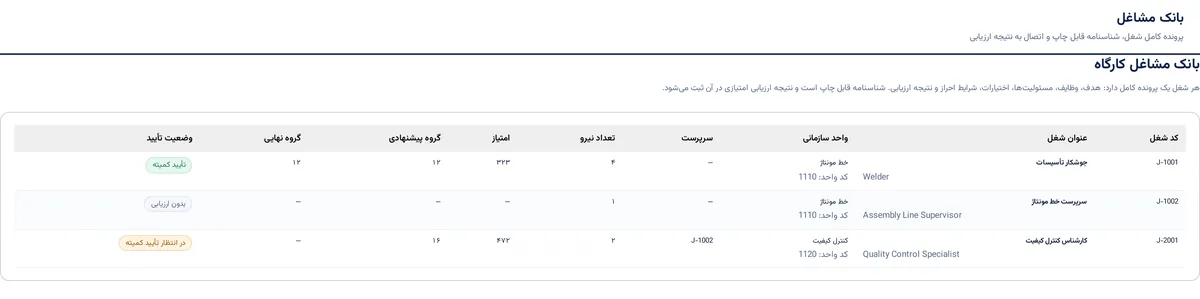 بانک مشاغل
پرونده کامل شغل، شناسنامه قابل چاپ و اتصال به نتیجه ارزیابی
بانک مشاغل کارگاه
هر شغل یک پرونده کامل دارد: هدف، وظایف، مسئولیت‌ها، اختیارات، شرایط احراز و نتیجه ارزیابی. شناسنامه قابل چاپ است و نتیجه ارزیابی امتیازی در آن ثبت می‌شود.
کد شغل عنوان شغل واحد سازمانی سرپرست تعداد نیرو امتیاز گروه پیشنهادی گروه نهایی وضعیت تأیید
J-1001 جوشکار تأسیسات خط مونتاژ — ۴ ۳۲۳ ۱۲ ۱۲ تأیید کمیته
Welder کد واحد: 1110
J-1002 سرپرست خط مونتاژ خط مونتاژ — ۱ — — — بدون ارزیابی
Assembly Line Supervisor کد واحد: 1110
J-2001 کارشناس کنترل کیفیت کنترل کیفیت J-1002 ۲ ۴۷۲ ۱۶ — در انتظار تأیید کمیته
Quality Control Specialist کد واحد: 1120